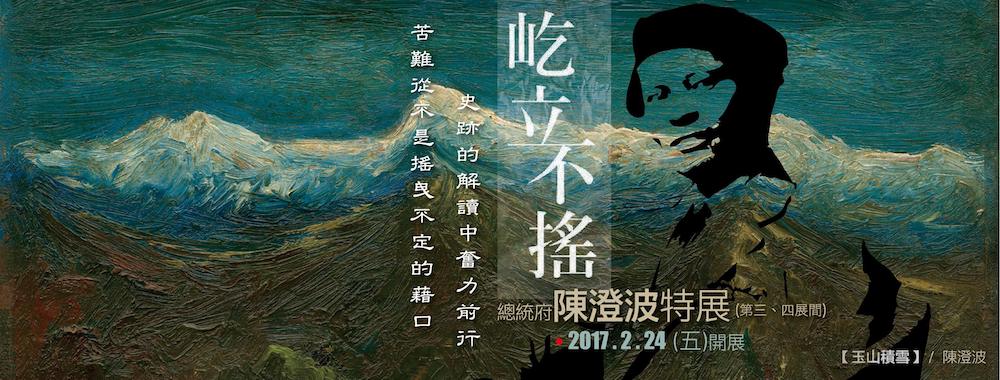 屹立不搖
史跡的解讀中奮力前行
苦難從不是搖曳不定的藉口
總統府陳澄波特展(第三、四展間)
•2017.2.24(五)開展
【玉山積雪】/ 陳澄波